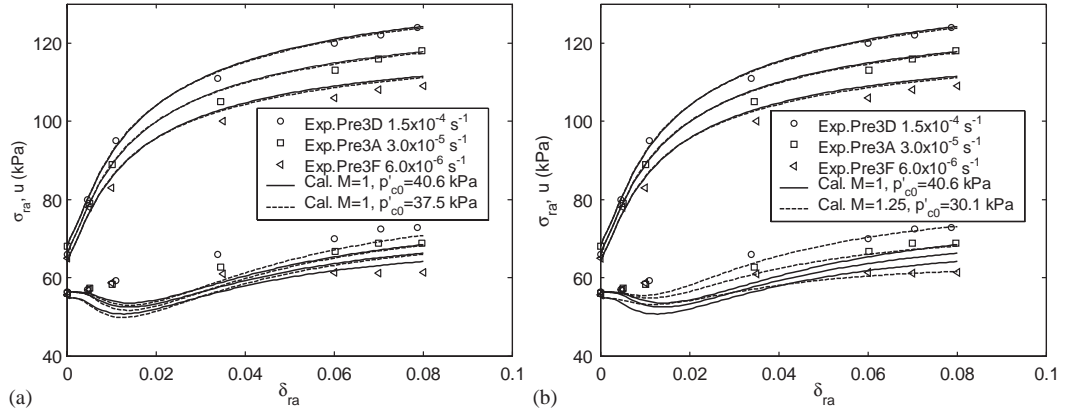 120
100
80
60
40
σra, u (kPa)
Exp.Pre3D 1.5x10-4 s-1
Exp.Pre3A 3.0x10-5 s-1
Exp.Pre3F 6.0x10-6 s-1
Cal. M=1, p'c0=40.6 kPa
Cal. M=1, p'c0=37.5 kPa
0
0.02
0.04
0.06
0.08
0.1
δra
(a)
120
100
80
60
40
σra, u (kPa)
Exp.Pre3D 1.5x10-4 s-1
Exp.Pre3A 3.0x10-5 s-1
Exp.Pre3F 6.0x10-6 s-1
Cal. M=1, p'c0=40.6 kPa
Cal. M=1.25, p'c0=30.1 kPa
0
0.02
0.04
0.06
0.08
0.1
δra
(b)